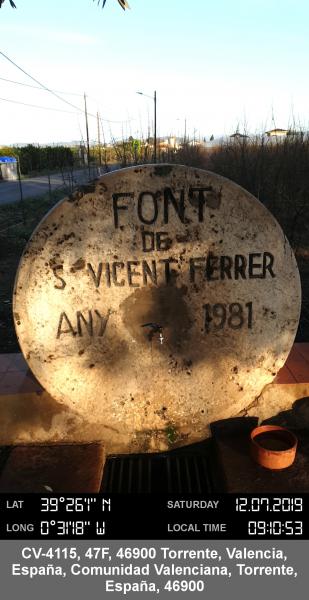 FONT
DE
S. VICENT FERRER
ANY 1981
LAT 39°26'1" N SATURDAY 12.07.2019
LONG 0°31'18" W LOCAL TIME 09:10:53
CV-4115, 47F, 46900 Torrente, Valencia,
España, Comunidad Valenciana, Torrente,
España, 46900